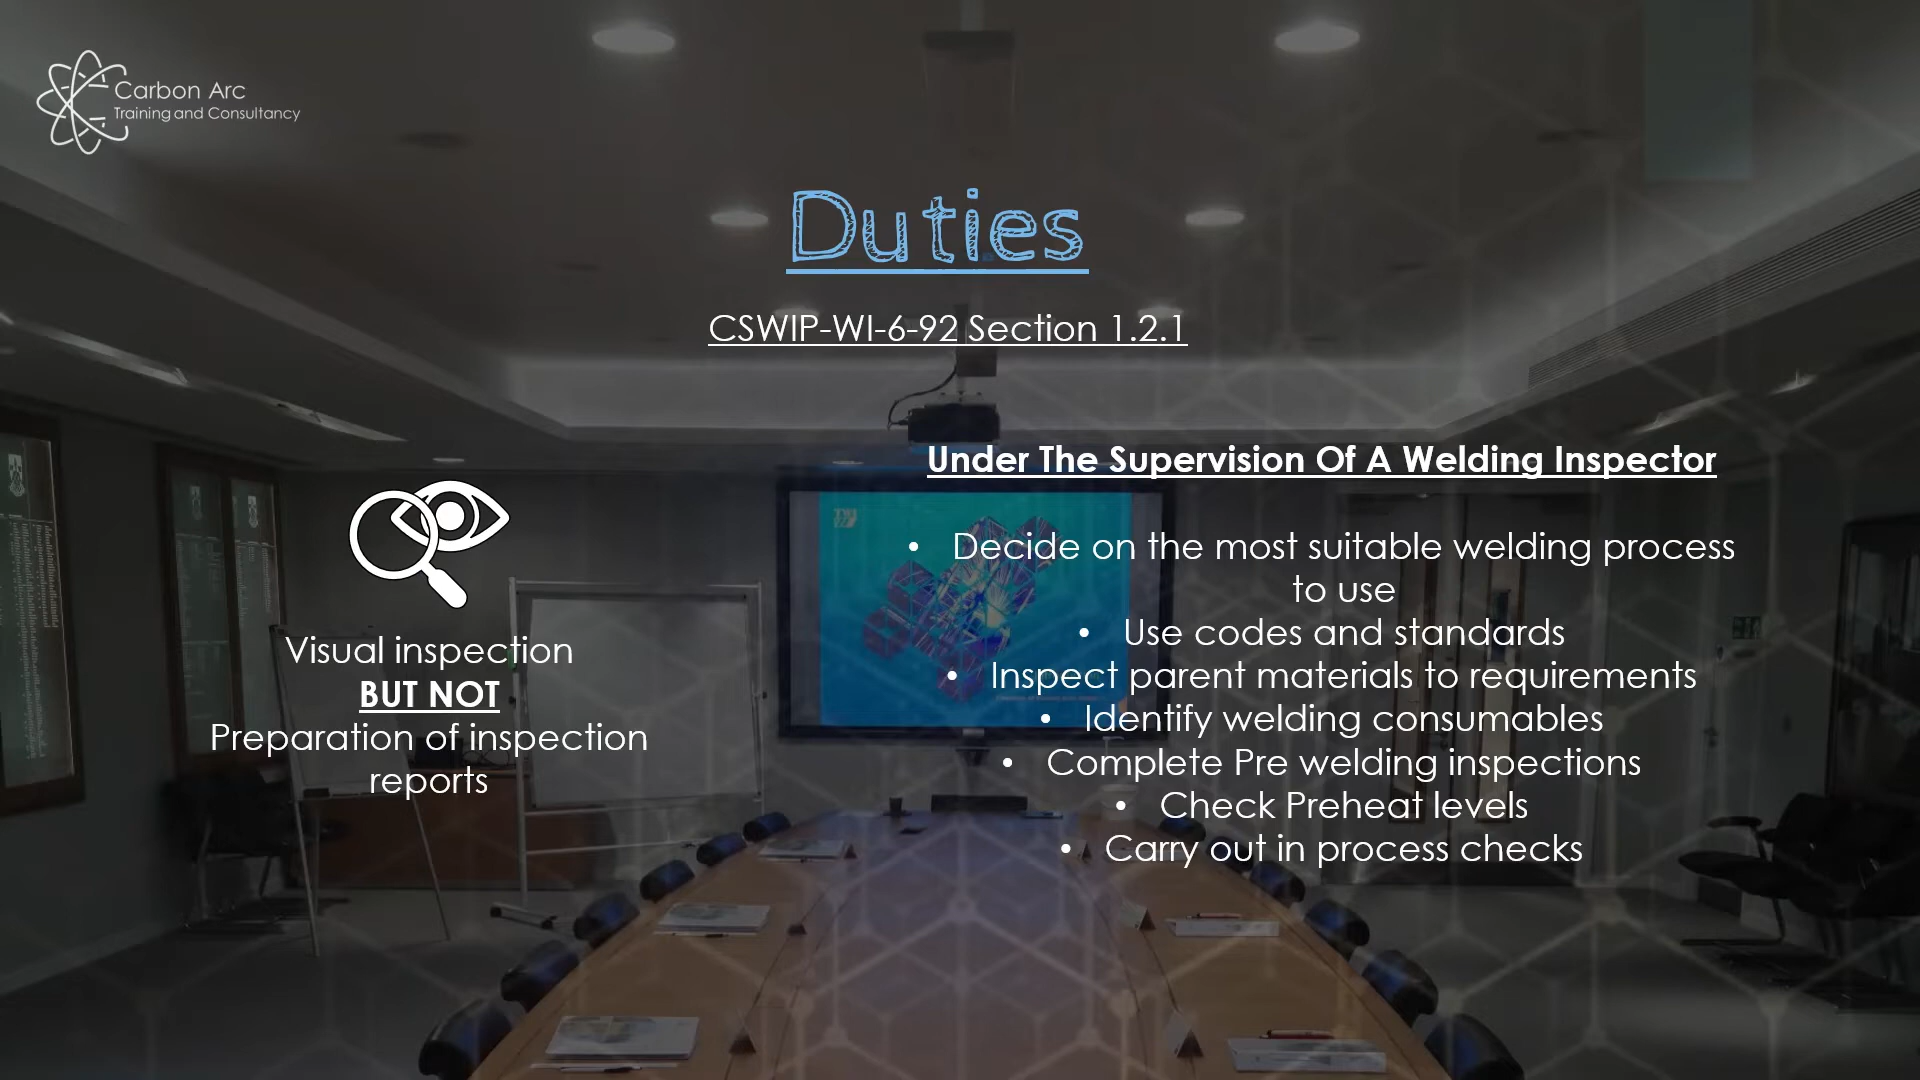 Carbon Arc
Training and Consultancy
Duties
CSWIP-WI-6-92 Section 1.2.1
Visual inspection
BUT NOT
Preparation of inspection
reports
Under The Supervision Of A Welding Inspector
• Decide on the most suitable welding process
to use
• Use codes and standards
• Inspect parent materials to requirements
• Identify welding consumables
• Complete Pre welding inspections
• Check Preheat levels
• Carry out in process checks